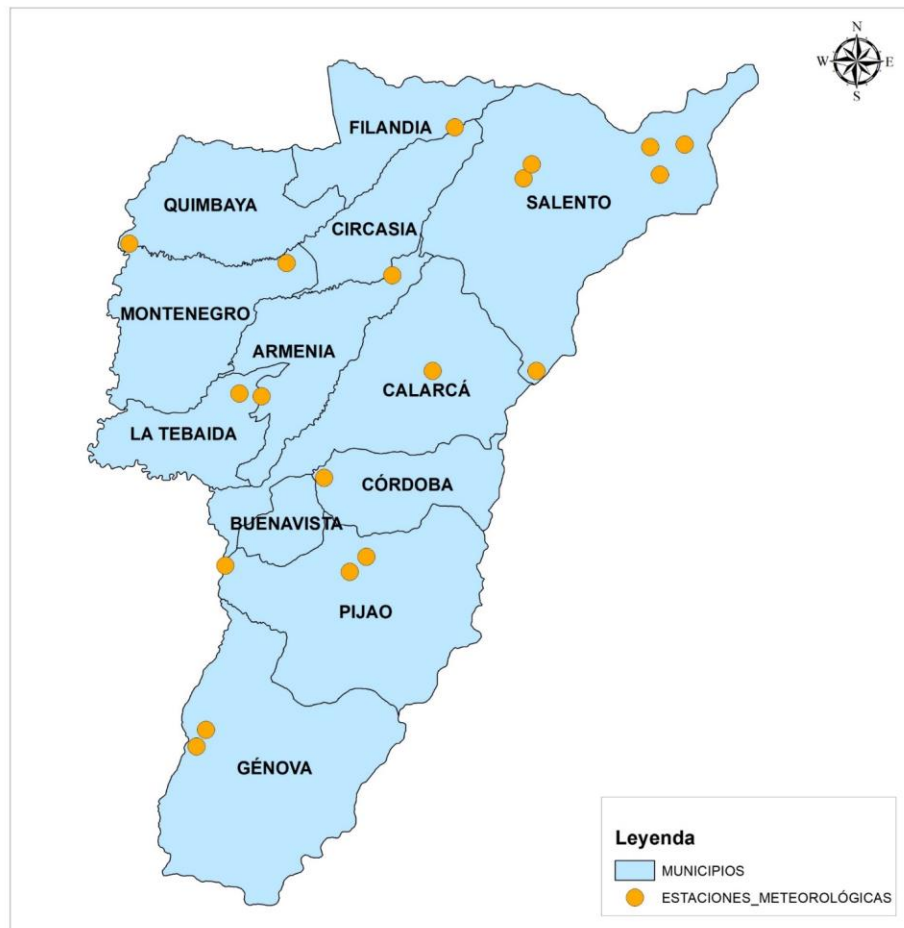 N
W E
S
FILANDIA
QUIMBAYA
SALENTO
CIRCASIA
MONTENEGRO
ARMENIA
CALARCÁ
LA TEBAIDA
CÓRDOBA
BUENAVISTA
PIJAO
GÉNOVA
Leyenda
MUNICIPIOS
ESTACIONES_METEOROLÓGICAS